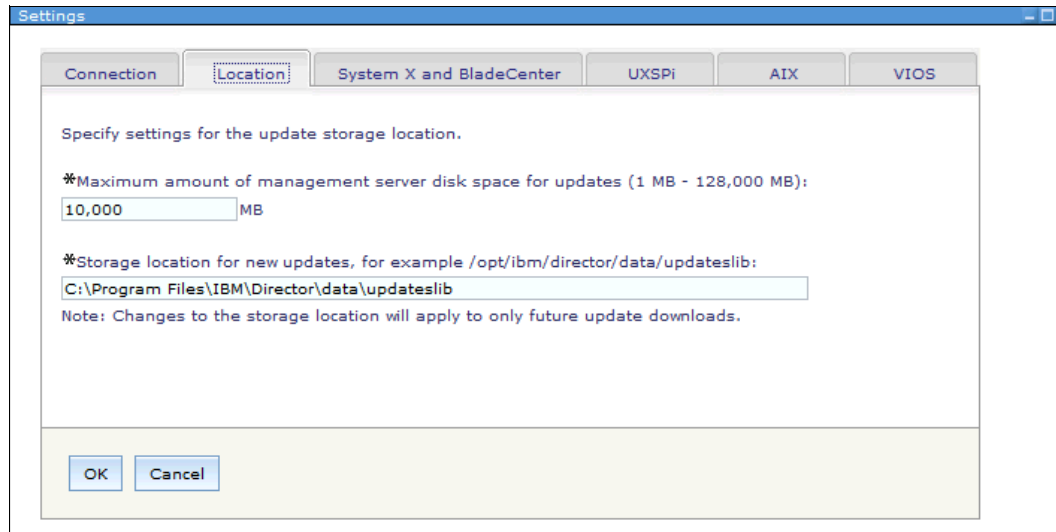 Settings
Connection Location System X and BladeCenter UXSPi AIX VIOS
Specify settings for the update storage location.
*Maximum amount of management server disk space for updates (1 MB - 128,000 MB):
10,000 MB
*Storage location for new updates, for example /opt/ibm/director/data/updateslib:
C:\Program Files\IBM\Director\data\updateslib
Note: Changes to the storage location will apply to only future update downloads.
OK Cancel